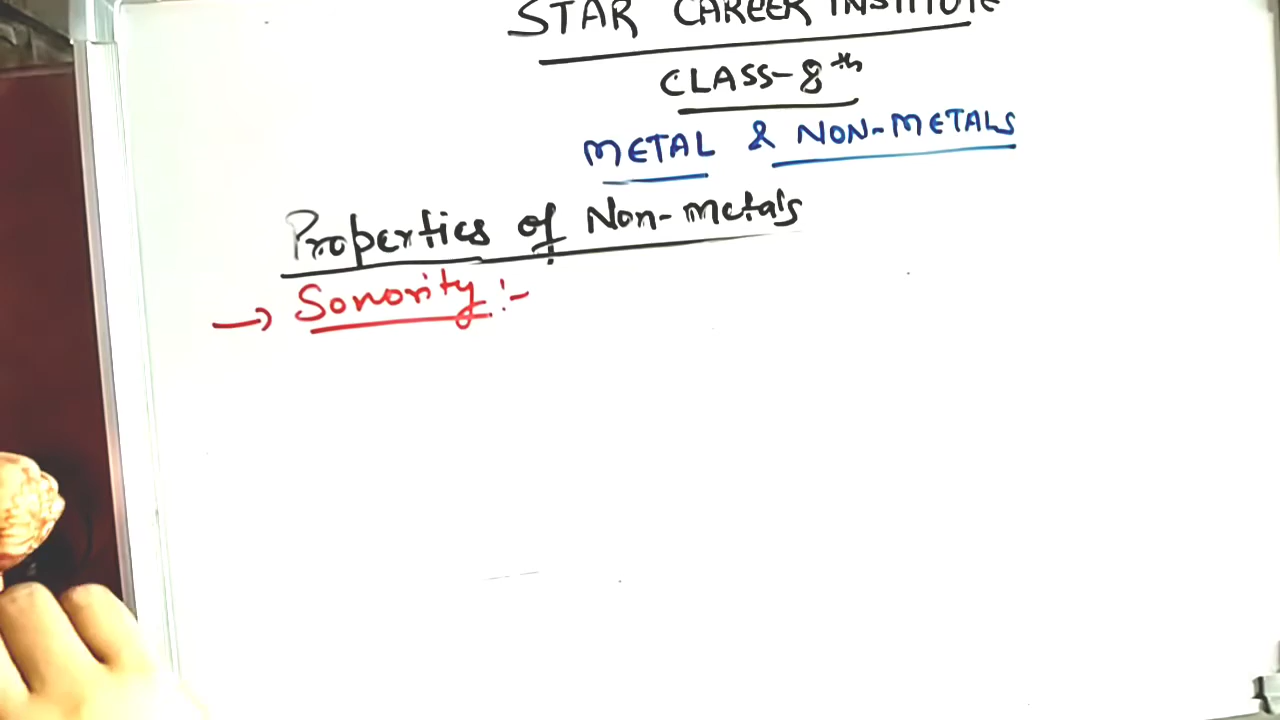 STAR CAREER INSTITUTE
CLASS-8th
METAL & NON-METALS
Properties of Non-metals
→ Sonority :-